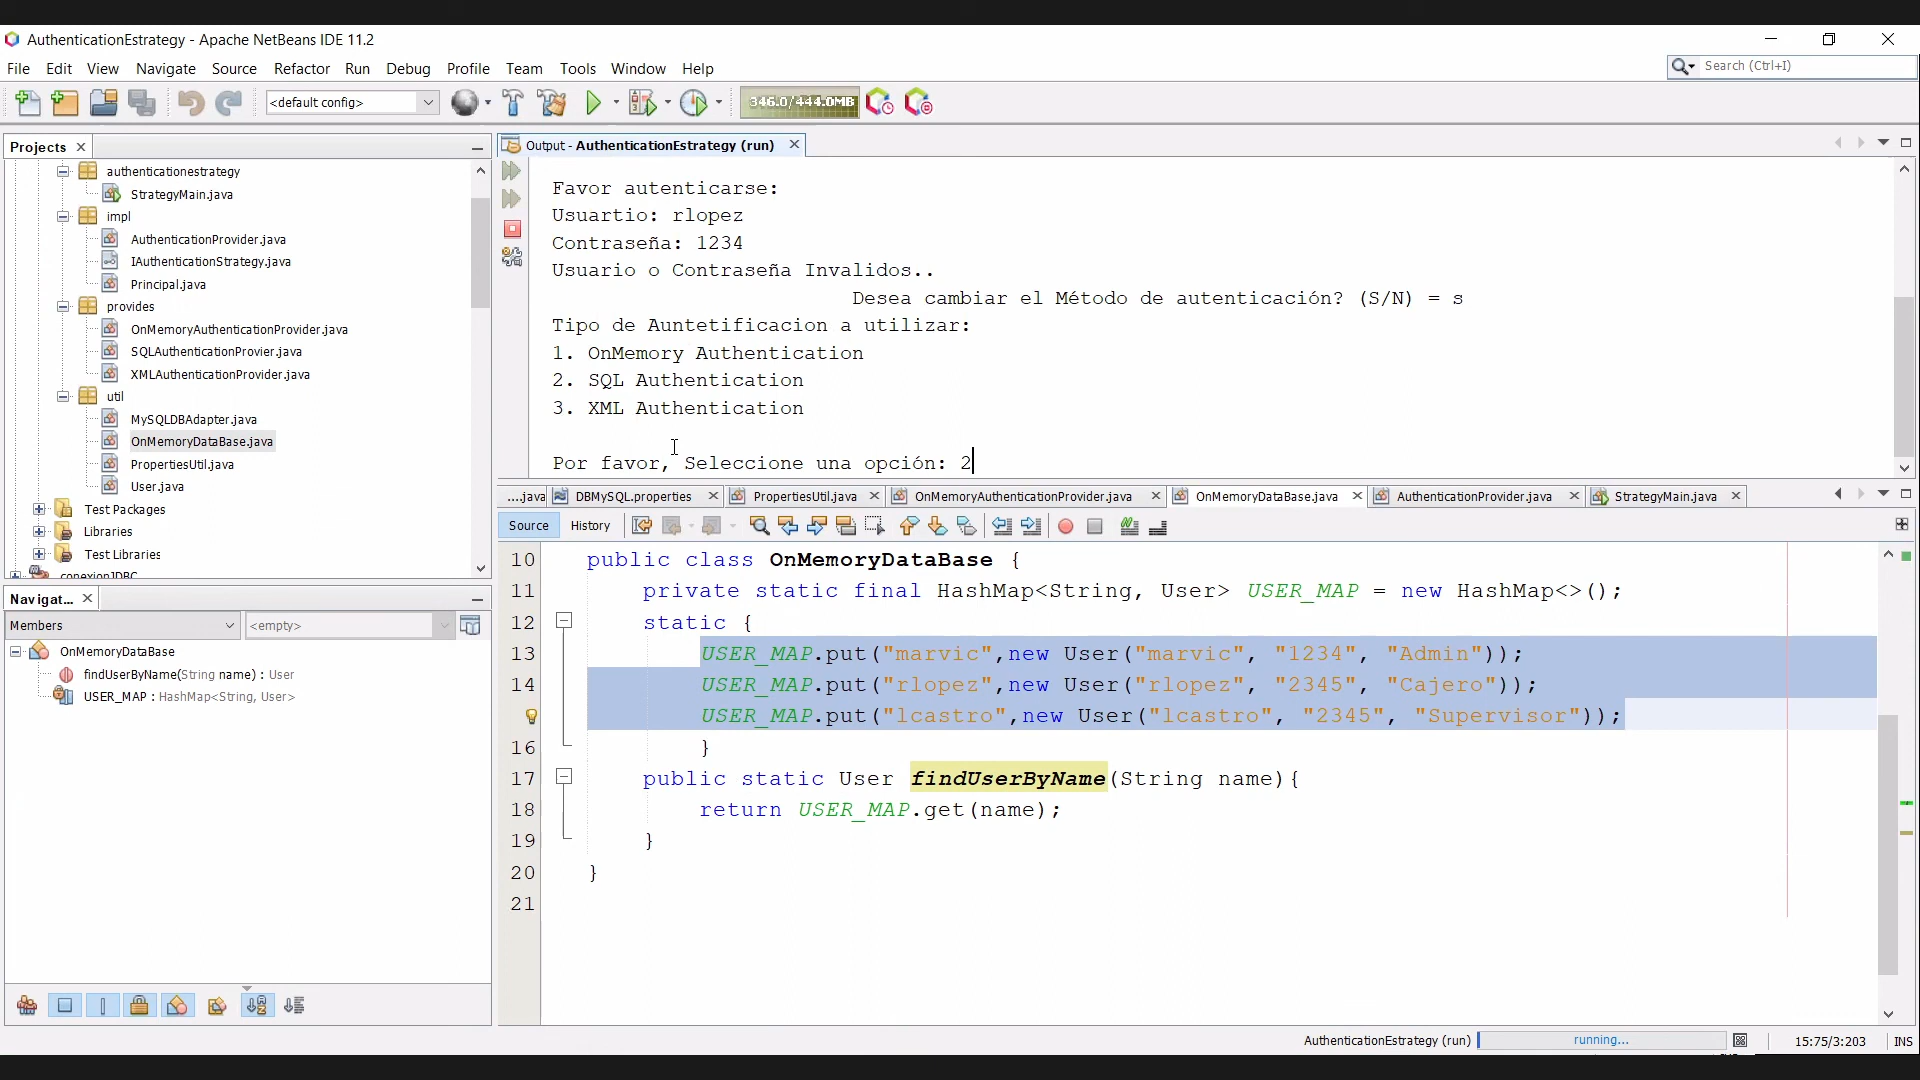 AuthenticationEstrategy - Apache NetBeans IDE 11.2
File Edit View Navigate Source Refactor Run Debug Profile Team Tools Window Help
Search (Ctrl+I)
<default config>
346.0/444.0MB
Projects
authenticationestrategy
StrategyMain.java
impl
AuthenticationProvider.java
IAuthenticationStrategy.java
Principal.java
provides
OnMemoryAuthenticationProvider.java
SQLAuthenticationProvier.java
XMLAuthenticationProvider.java
util
MySQLDBAdapter.java
OnMemoryDataBase.java
PropertiesUtil.java
User.java
Test Packages
Libraries
Test Libraries
conexionJDBC
Navigat...
Members
<empty>
OnMemoryDataBase
findUserByName(String name) : User
USER_MAP : HashMap<String, User>
Output - AuthenticationEstrategy (run)
Favor autenticarse:
Usuartio: rlopez
Contraseña: 1234
Usuario o Contraseña Invalidos..
Desea cambiar el Método de autenticación? (S/N) = s
Tipo de Auntetificacion a utilizar:
1. OnMemory Authentication
2. SQL Authentication
3. XML Authentication
Por favor, Seleccione una opción: 2
....java DBMySQL.properties PropertiesUtil.java OnMemoryAuthenticationProvider.java OnMemoryDataBase.java AuthenticationProvider.java StrategyMain.java
Source History
10 public class OnMemoryDataBase {
11 private static final HashMap<String, User> USER_MAP = new HashMap<>();
12 static {
13 USER_MAP.put("marvic",new User("marvic", "1234", "Admin"));
14 USER_MAP.put("rlopez",new User("rlopez", "2345", "Cajero"));
USER_MAP.put("lcastro",new User("lcastro", "2345", "Supervisor"));
16 }
17 public static User findUserByName(String name){
18 return USER_MAP.get(name);
19 }
20 }
21
AuthenticationEstrategy (run) running... 15:75/3:203 INS